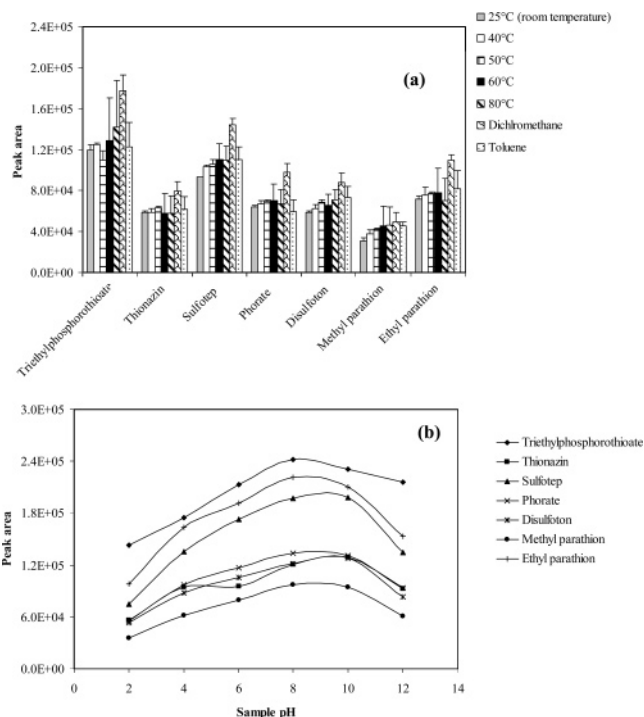 2.4E+05
2.0E+05
1.6E+05
1.2E+05
8.0E+04
4.0E+04
0.0E+00
Peak area
(a)
Triethylphosphorothioate
Thionazin
Sulfotep
Phorate
Disulfoton
Methyl parathion
Ethyl parathion
25°C (room temperature)
40°C
50°C
60°C
80°C
Dichlromethane
Toluene
3.0E+05
2.4E+05
1.8E+05
1.2E+05
6.0E+04
0.0E+00
Peak area
(b)
0 2 4 6 8 10 12 14
Sample pH
Triethylphosphorothioate
Thionazin
Sulfotep
Phorate
Disulfoton
Methyl parathion
Ethyl parathion